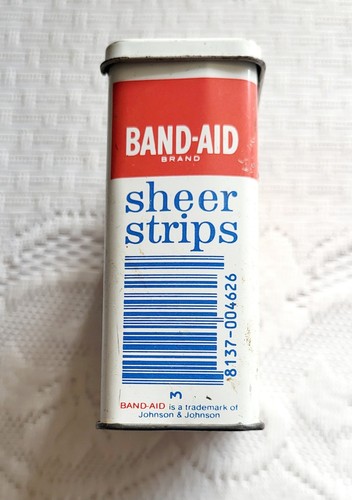 BAND-AID
BRAND
sheer
strips
8137-004626
3
BAND-AID is a trademark of
Johnson & Johnson